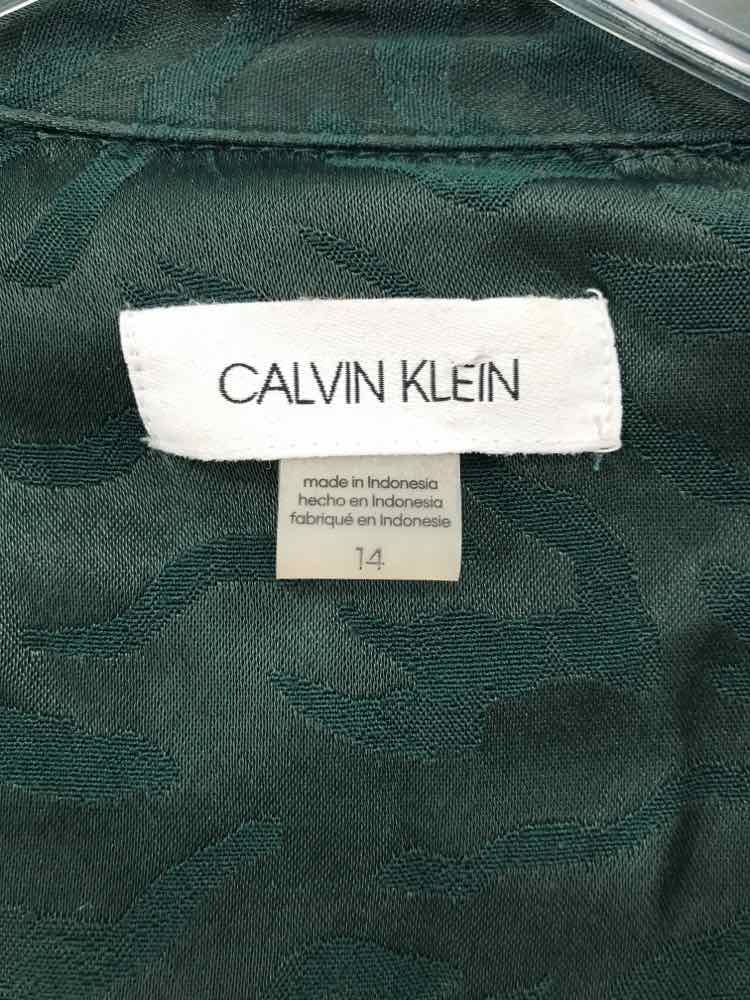 CALVIN KLEIN
made in Indonesia
hecho en Indonesia
fabriqué en Indonesie
14